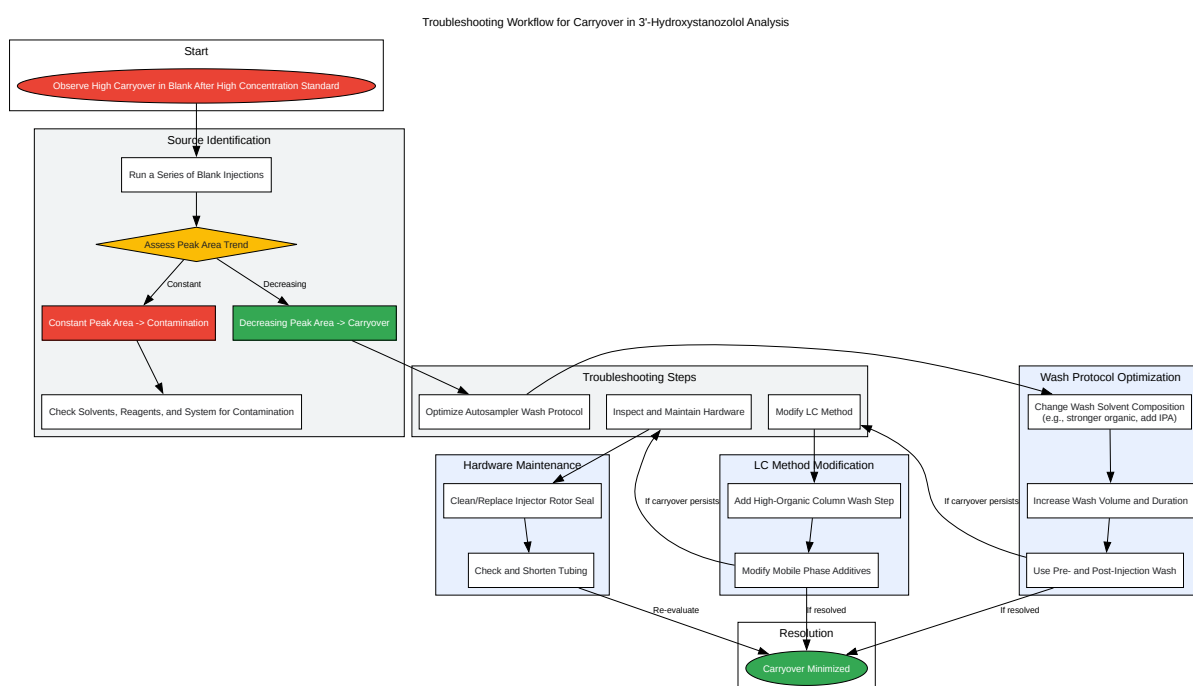 Troubleshooting Workflow for Carryover in 3'-Hydroxystanozolol Analysis
Start
Observe High Carryover in Blank After High Concentration Standard
Source Identification
Run a Series of Blank Injections
Assess Peak Area Trend
Constant
Decreasing
Constant Peak Area -> Contamination
Decreasing Peak Area -> Carryover
Check Solvents, Reagents, and System for Contamination
Troubleshooting Steps
Optimize Autosampler Wash Protocol
Inspect and Maintain Hardware
Modify LC Method
Wash Protocol Optimization
Change Wash Solvent Composition
(e.g., stronger organic, add IPA)
Increase Wash Volume and Duration
Use Pre- and Post-Injection Wash
Hardware Maintenance
Clean/Replace Injector Rotor Seal
Check and Shorten Tubing
LC Method Modification
Add High-Organic Column Wash Step
Modify Mobile Phase Additives
If carryover persists
If carryover persists
Re-evaluate
If resolved
If resolved
Resolution
Carryover Minimized